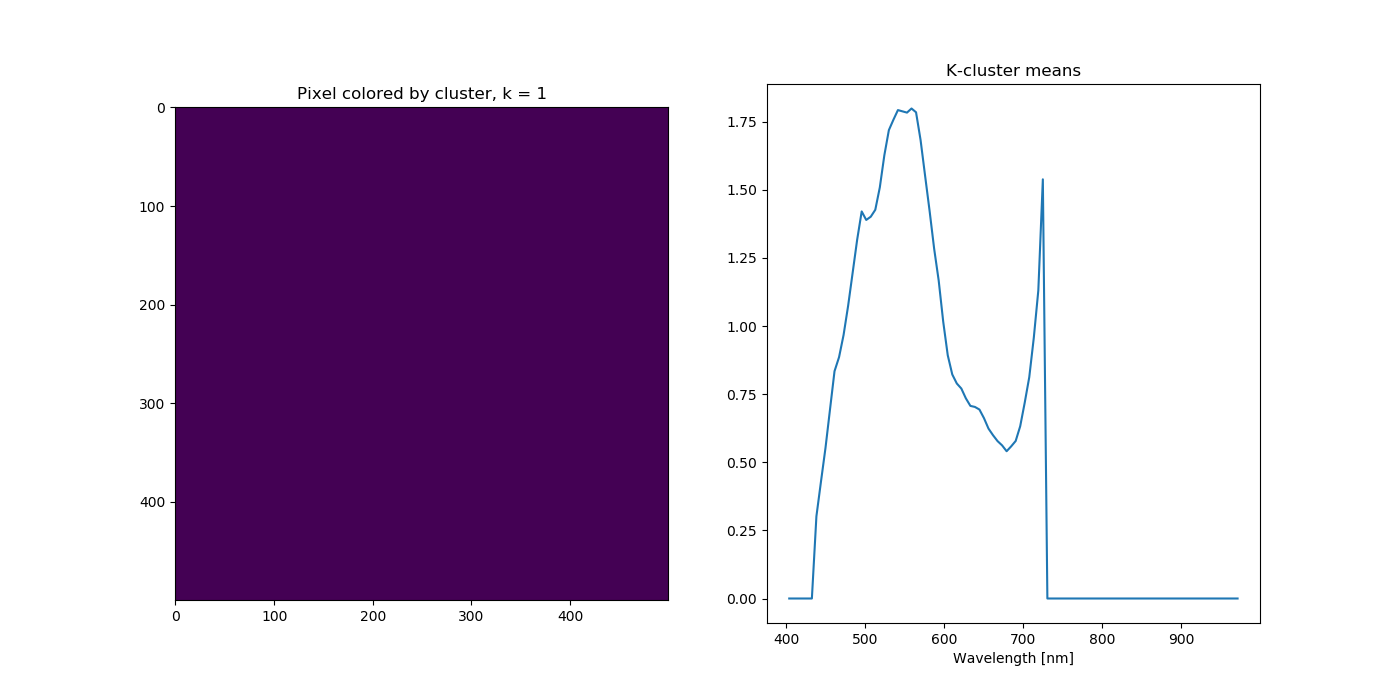 Pixel colored by cluster, k = 1
0
100
200
300
400
0 100 200 300 400
K-cluster means
1.75
1.50
1.25
1.00
0.75
0.50
0.25
0.00
400 500 600 700 800 900
Wavelength [nm]